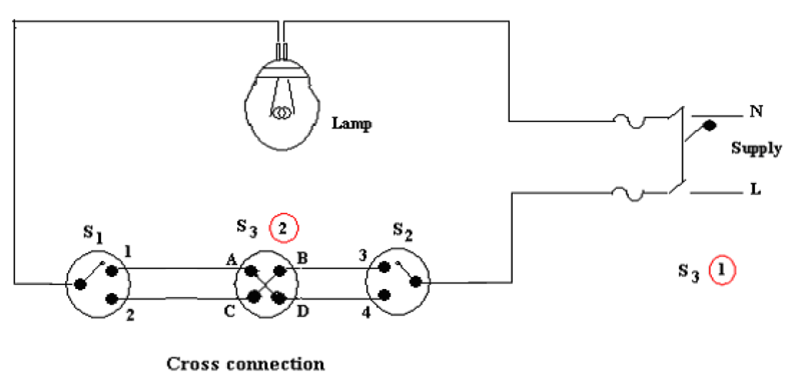 N
Lamp
Supply
L
S1 S3 2 S2
1 A B 3
S3 1
2 C D 4
Cross connection